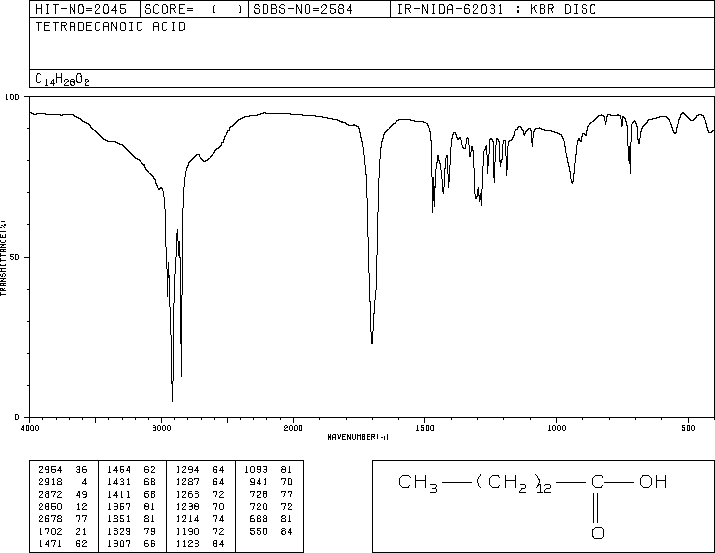 HIT-NO=2045 SCORE= ( ) SDBS-NO=2584 IR-NIDA-62031 : KBR DISC
TETRADECANOIC ACID
C14H28O2
100
50
0
TRANSMITTANCE(%)
4000 3000 2000 1500 1000 500
WAVENUMBER(-1)
2954 36 1464 62 1294 64 1093 81
2918 4 1431 68 1287 64 941 70
2872 49 1411 68 1263 72 728 77
2850 12 1367 81 1238 70 720 72
2678 77 1351 81 1214 74 688 81
1702 21 1329 79 1190 72 550 84
1471 62 1307 66 1123 84
CH3—(CH2)12—C—OH
O